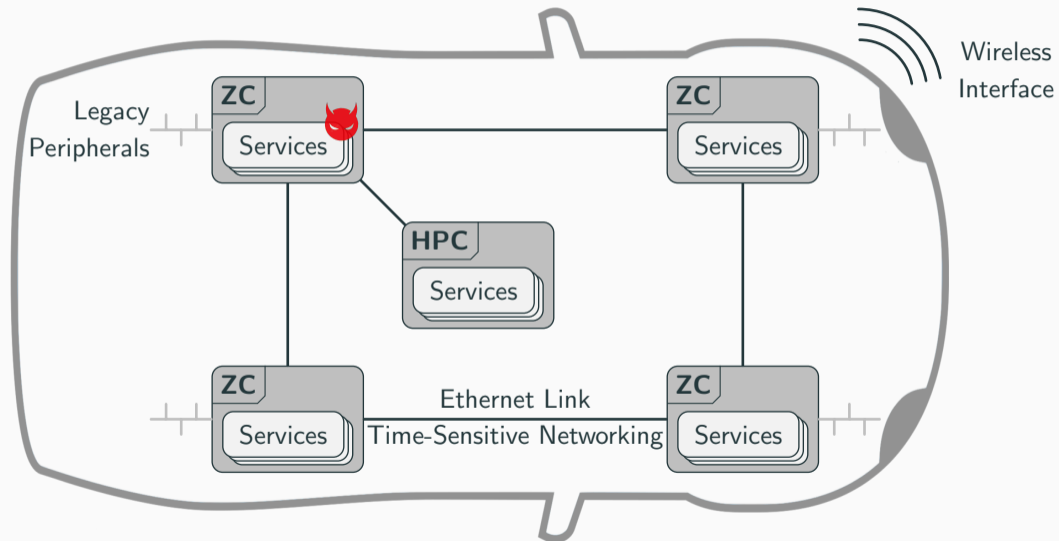 Wireless
Interface
ZC
Services
Legacy
Peripherals
ZC
Services
HPC
Services
ZC
Services
Ethernet Link
Time-Sensitive Networking
ZC
Services